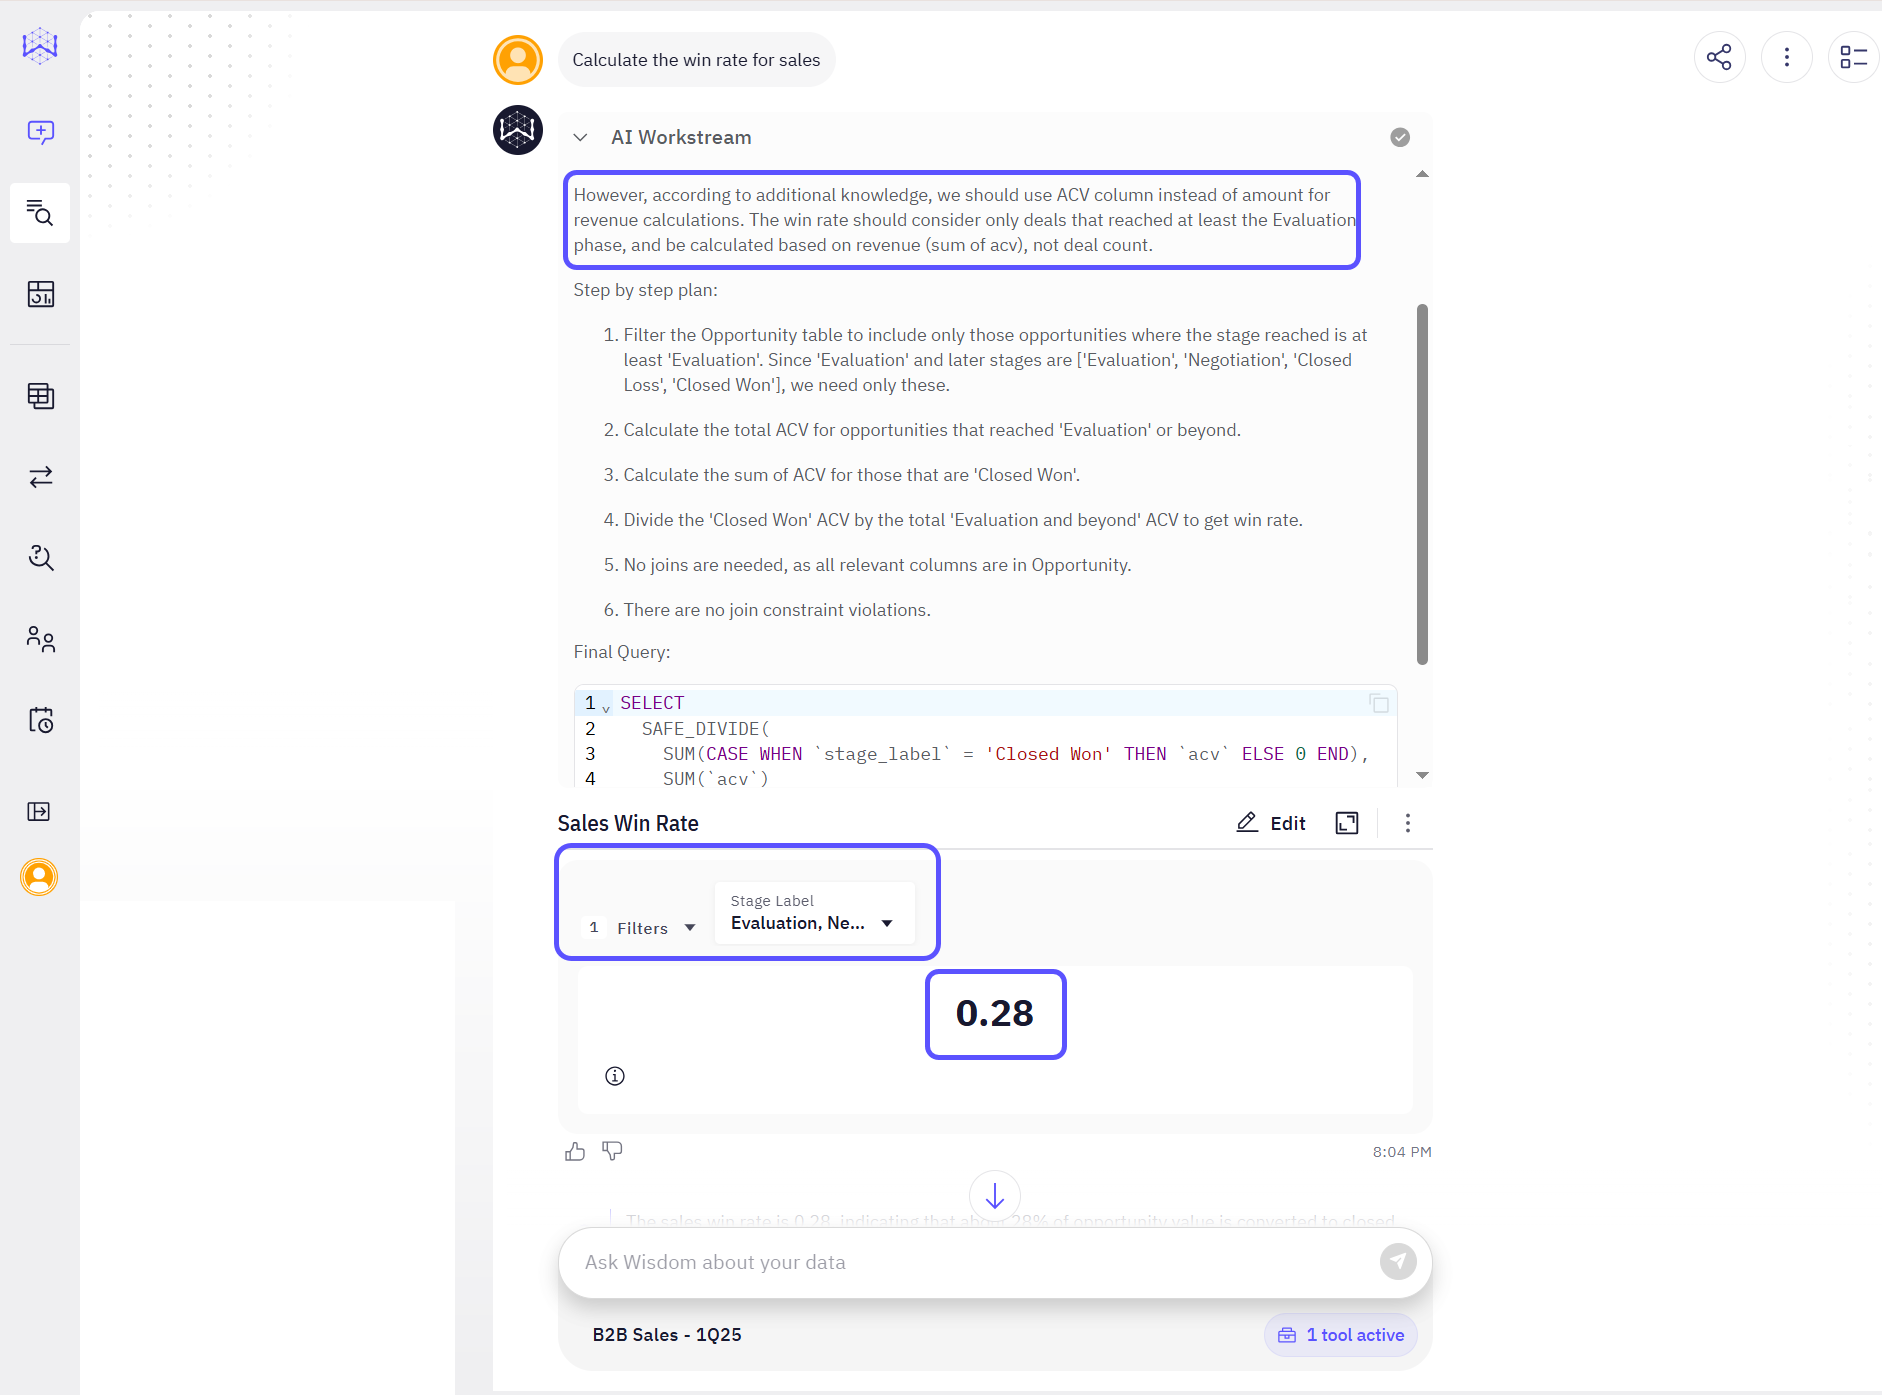 Calculate the win rate for sales
AI Workstream
However, according to additional knowledge, we should use ACV column instead of amount for
revenue calculations. The win rate should consider only deals that reached at least the Evaluation
phase, and be calculated based on revenue (sum of acv), not deal count.
Step by step plan:
1. Filter the Opportunity table to include only those opportunities where the stage reached is at
least 'Evaluation'. Since 'Evaluation' and later stages are ['Evaluation', 'Negotiation', 'Closed
Loss', 'Closed Won'], we need only these.
2. Calculate the total ACV for opportunities that reached 'Evaluation' or beyond.
3. Calculate the sum of ACV for those that are 'Closed Won'.
4. Divide the 'Closed Won' ACV by the total 'Evaluation and beyond' ACV to get win rate.
5. No joins are needed, as all relevant columns are in Opportunity.
6. There are no join constraint violations.
Final Query:
1 SELECT
2 SAFE_DIVIDE(
3 SUM(CASE WHEN `stage_label` = 'Closed Won' THEN `acv` ELSE 0 END),
4 SUM(`acv`)
Sales Win Rate
Edit
Stage Label
1 Filters
Evaluation, Ne...
0.28
8:04 PM
The sales win rate is 0.28, indicating that about 28% of opportunity value is converted to closed
Ask Wisdom about your data
B2B Sales - 1Q25
1 tool active